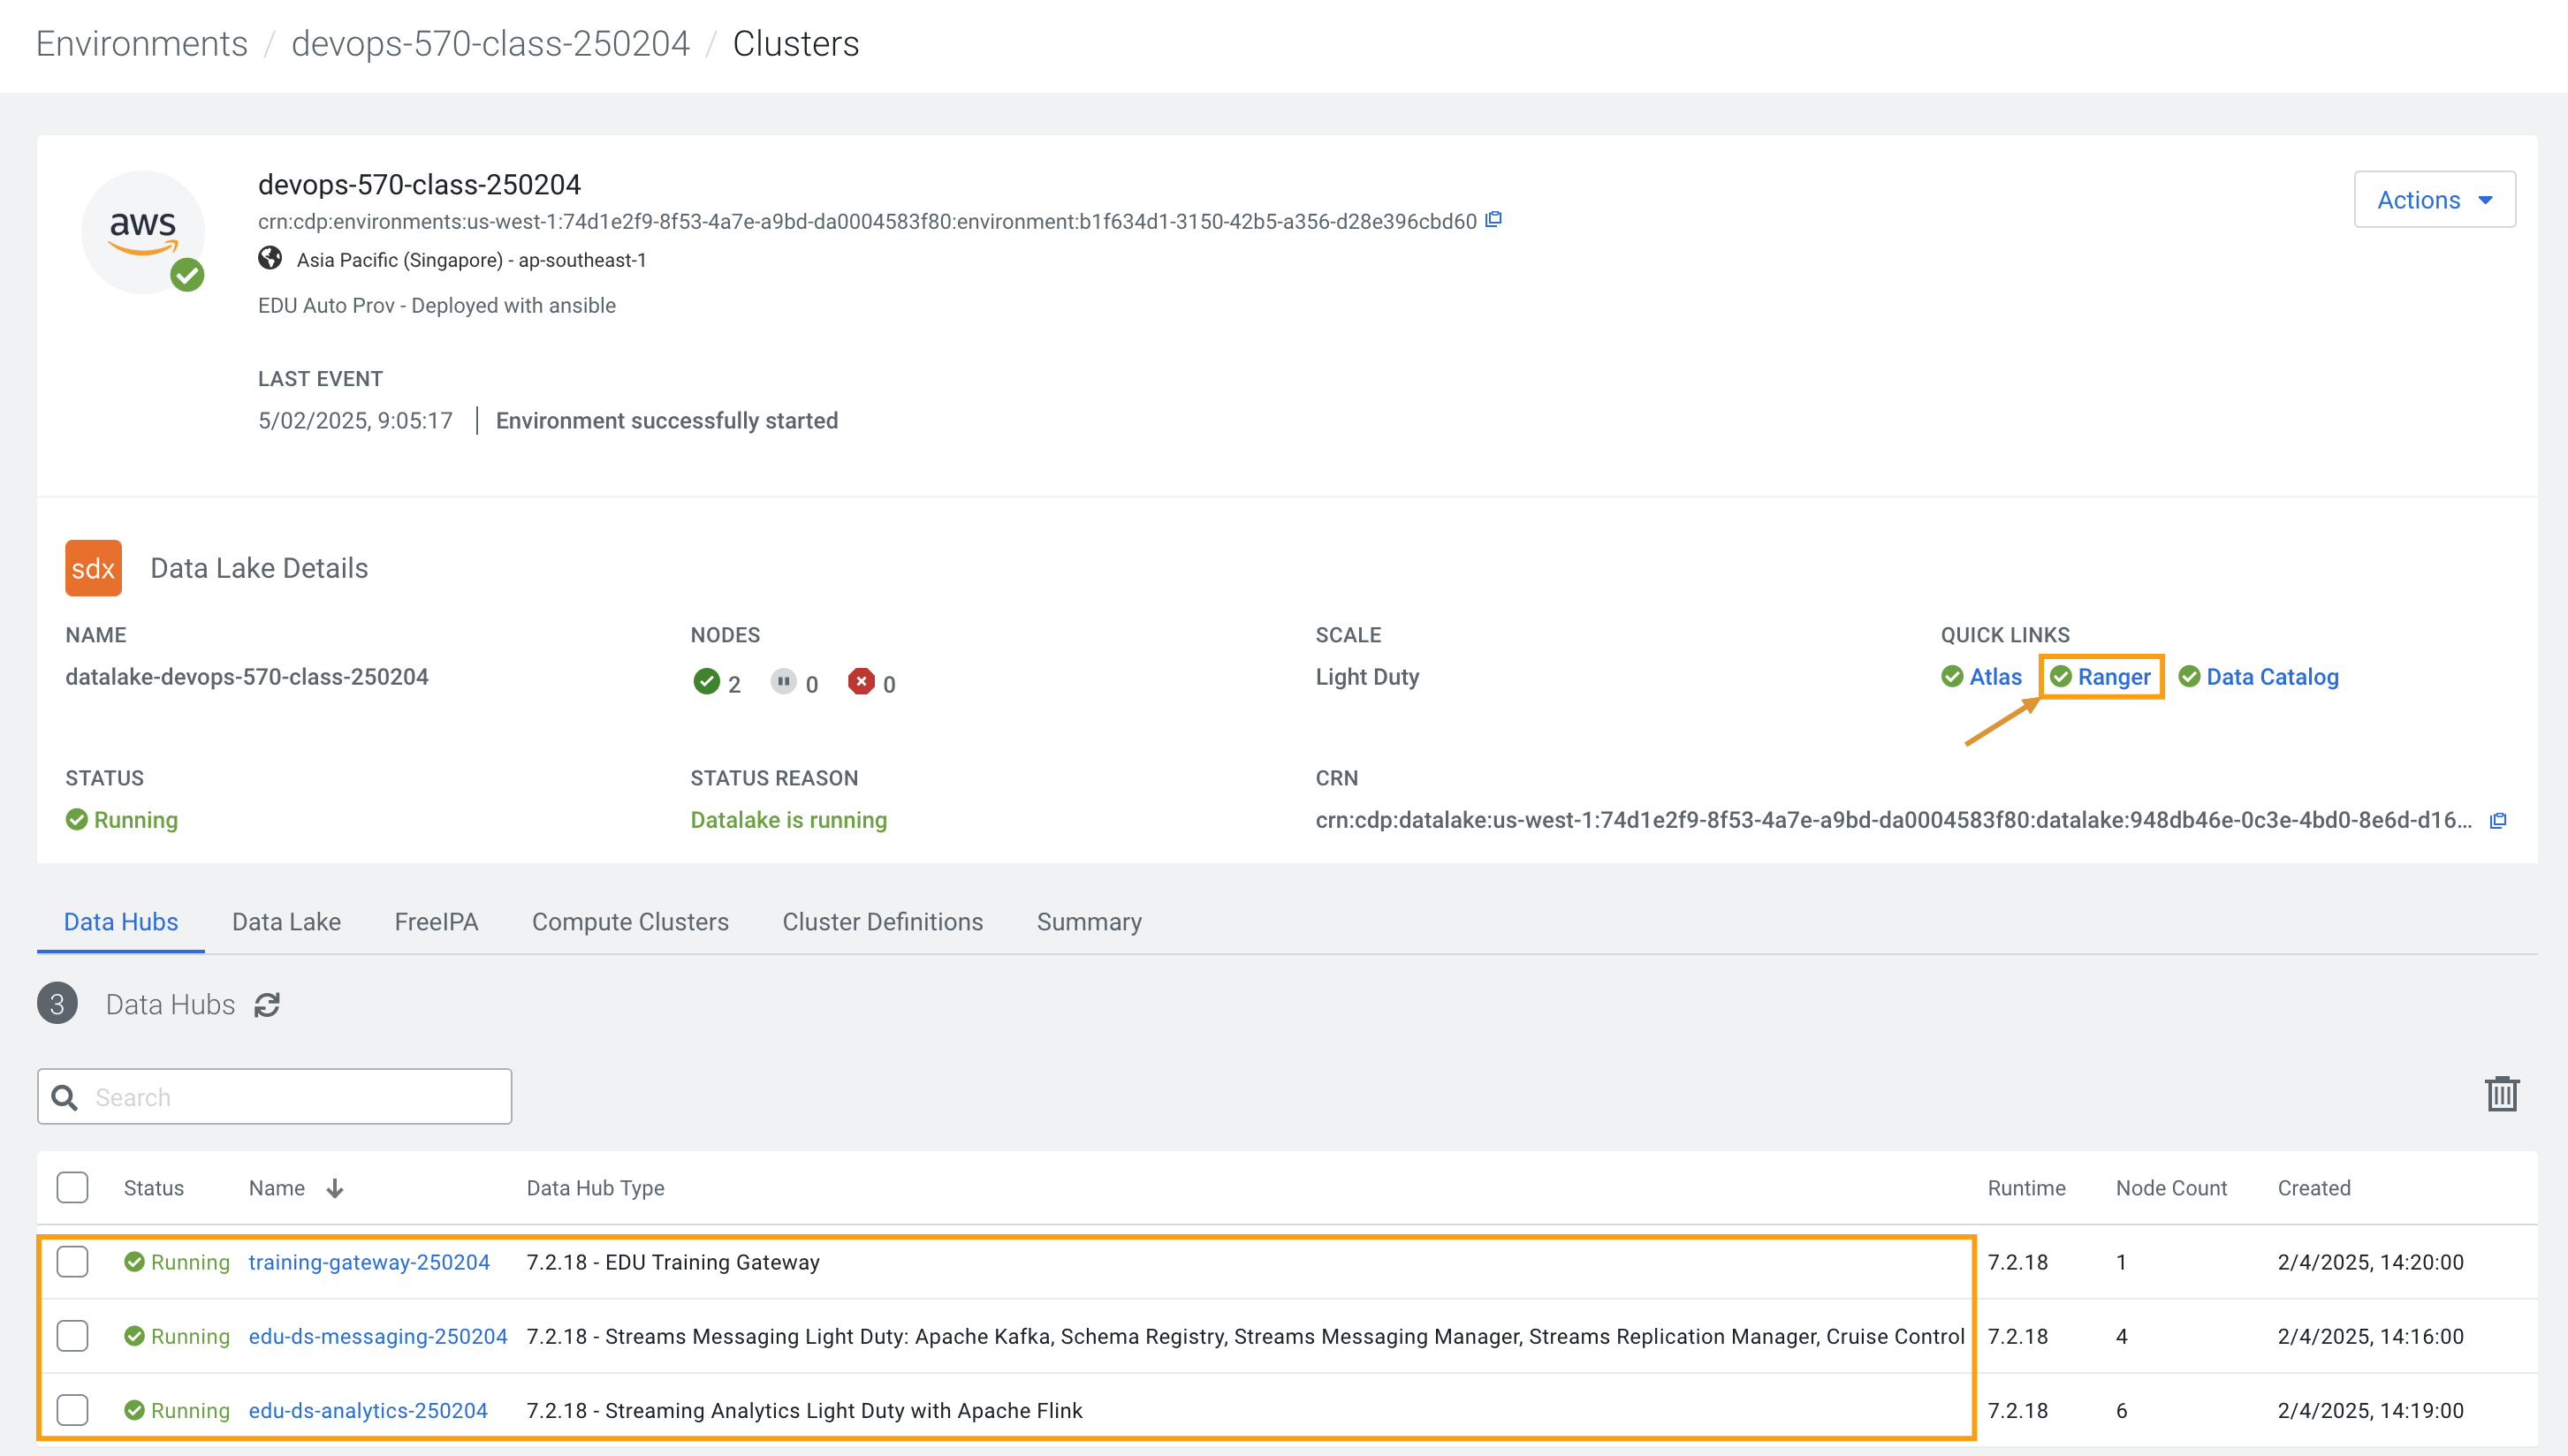 Environments / devops-570-class-250204 / Clusters
aws
devops-570-class-250204
crn:cdp:environments:us-west-1:74d1e2f9-8f53-4a7e-a9bd-da0004583f80:environment:b1f634d1-3150-42b5-a356-d28e396cbd60
Actions
Asia Pacific (Singapore) - ap-southeast-1
EDU Auto Prov - Deployed with ansible
LAST EVENT
5/02/2025, 9:05:17 | Environment successfully started
sdx Data Lake Details
NAME NODES SCALE QUICK LINKS
datalake-devops-570-class-250204 2 0 0 Light Duty Atlas Ranger Data Catalog
STATUS STATUS REASON CRN
Running Datalake is running crn:cdp:datalake:us-west-1:74d1e2f9-8f53-4a7e-a9bd-da0004583f80:datalake:948db46e-0c3e-4bd0-8e6d-d16...
Data Hubs Data Lake FreeIPA Compute Clusters Cluster Definitions Summary
3 Data Hubs
Search
Status Name Data Hub Type Runtime Node Count Created
Running training-gateway-250204 7.2.18 - EDU Training Gateway 7.2.18 1 2/4/2025, 14:20:00
Running edu-ds-messaging-250204 7.2.18 - Streams Messaging Light Duty: Apache Kafka, Schema Registry, Streams Messaging Manager, Streams Replication Manager, Cruise Control 7.2.18 4 2/4/2025, 14:16:00
Running edu-ds-analytics-250204 7.2.18 - Streaming Analytics Light Duty with Apache Flink 7.2.18 6 2/4/2025, 14:19:00